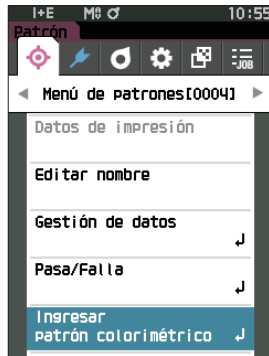 I+E M⚦ ♂ 10:55
Patrón
-JOB
Menú de patrones[0004]
Datos de impresión
Editar nombre
Gestión de datos
Pasa/Falla
Ingresar
patrón colorimétrico